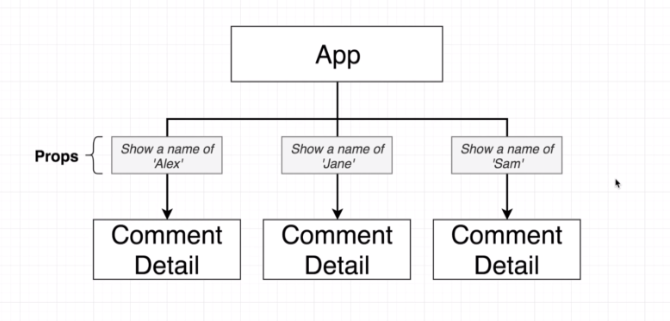 App
Props
Show a name of
'Alex'
Show a name of
'Jane'
Show a name of
'Sam'
Comment
Detail
Comment
Detail
Comment
Detail